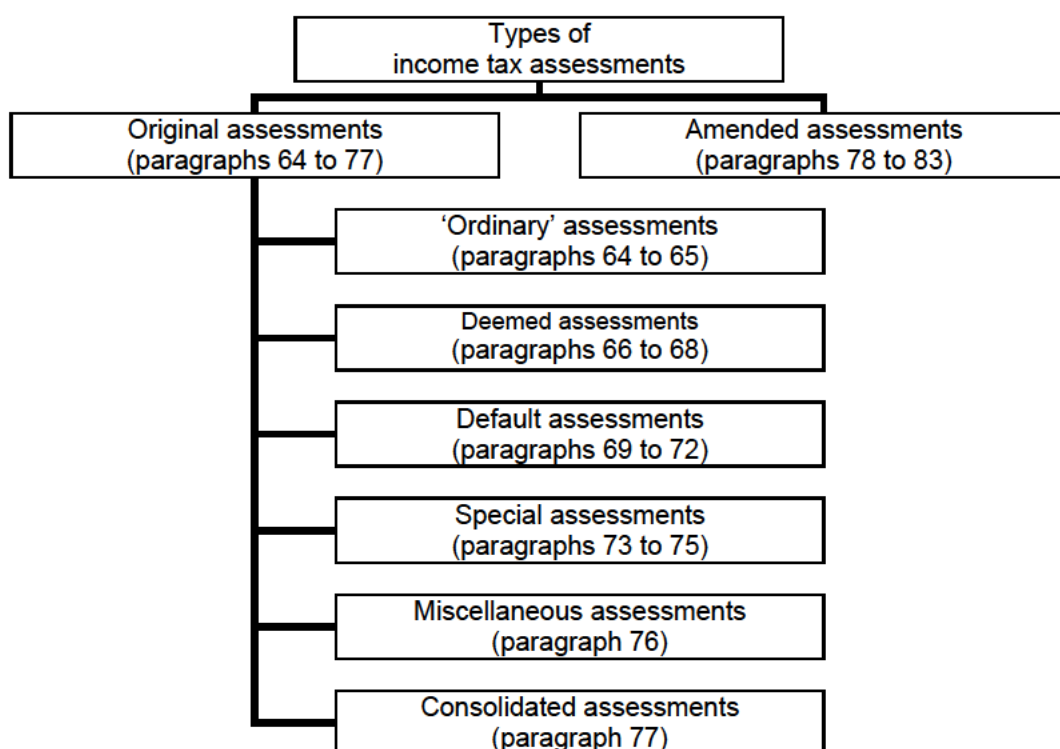 Types of
income tax assessments
Original assessments
(paragraphs 64 to 77)
Amended assessments
(paragraphs 78 to 83)
‘Ordinary’ assessments
(paragraphs 64 to 65)
Deemed assessments
(paragraphs 66 to 68)
Default assessments
(paragraphs 69 to 72)
Special assessments
(paragraphs 73 to 75)
Miscellaneous assessments
(paragraph 76)
Consolidated assessments
(paragraph 77)